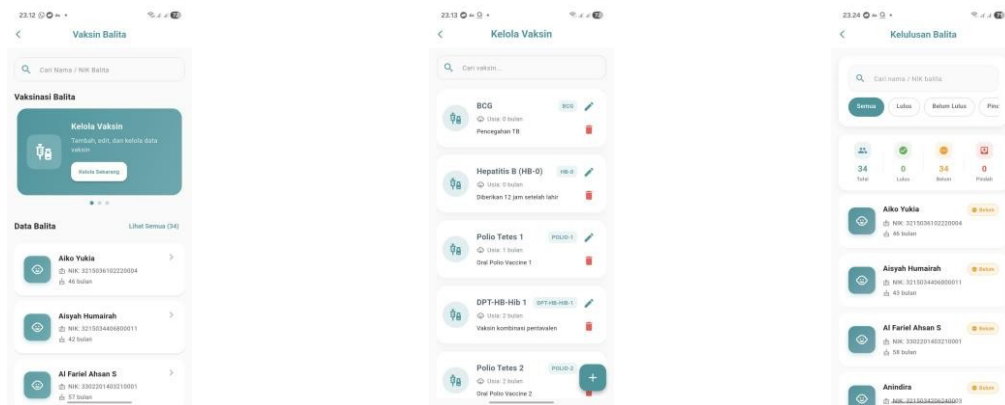 23.12
Vaksin Balita
Cari Nama / NIK Balita
Vaksinasi Balita
Kelola Vaksin
Tambah, edit, dan kelola data
vaksin
Kelola Sekarang
Data Balita
Lihat Semua (34)
Aiko Yukia
NIK: 3215036102220004
46 bulan
Aisyah Humairah
NIK: 3215034406800011
42 bulan
Al Fariel Ahsan S
NIK: 3302201403210001
57 bulan
23.13
Kelola Vaksin
Cari vaksin...
BCG
BCG
Usia: 0 bulan
Pencegahan TB
Hepatitis B (HB-0)
HB-0
Usia: 0 bulan
Diberikan 12 jam setelah lahir
Polio Tetes 1
POLIO-1
Usia: 1 bulan
Oral Polio Vaccine 1
DPT-HB-Hib 1
DPT-HB-HIB-1
Usia: 2 bulan
Vaksin kombinasi pentavalen
Polio Tetes 2
POLIO-2
Usia: 2 bulan
Oral Polio Vaccine 2
23.24
Kelulusan Balita
Cari nama / NIK balita
Semua
Lulus
Belum Lulus
Pinc
34
0
34
0
Total
Lulus
Belum
Pindah
Aiko Yukia
Belum
NIK: 3215036102220004
46 bulan
Aisyah Humairah
Belum
NIK: 3215034406800011
43 bulan
Al Fariel Ahsan S
Belum
NIK: 3302201403210001
58 bulan
Anindira
Belum
NIK: 3215034206240003